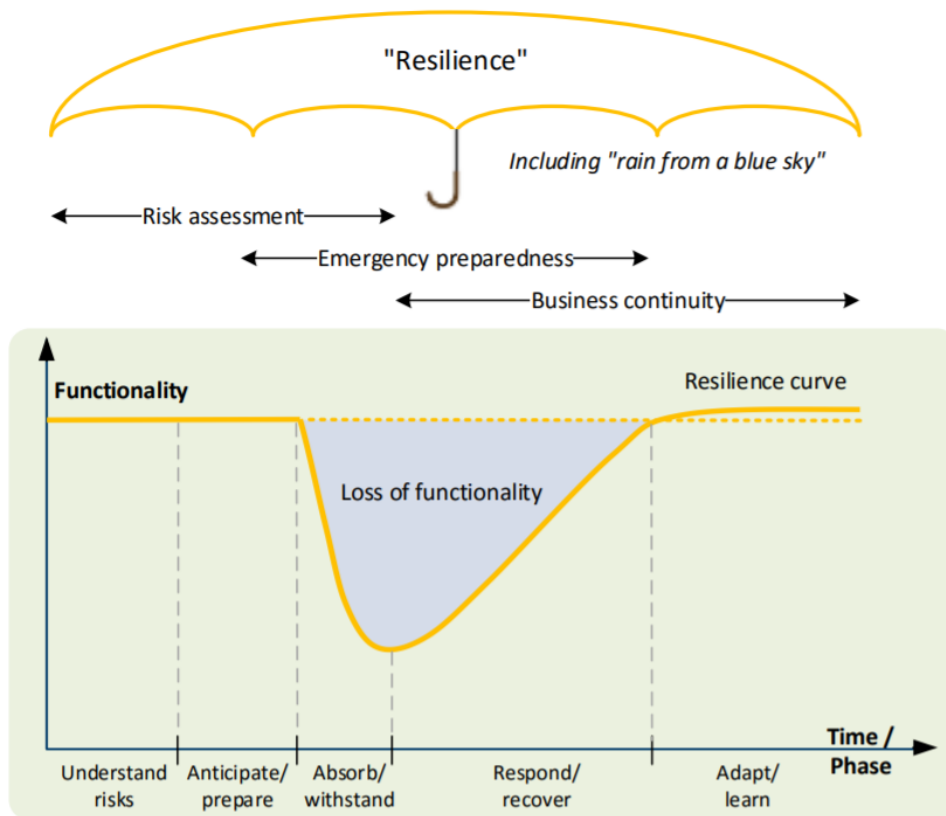 "Resilience"
Including "rain from a blue sky"
Risk assessment
Emergency preparedness
Business continuity
Functionality
Resilience curve
Loss of functionality
Time /
Phase
Understand
risks
Anticipate/
prepare
Absorb/
withstand
Respond/
recover
Adapt/
learn